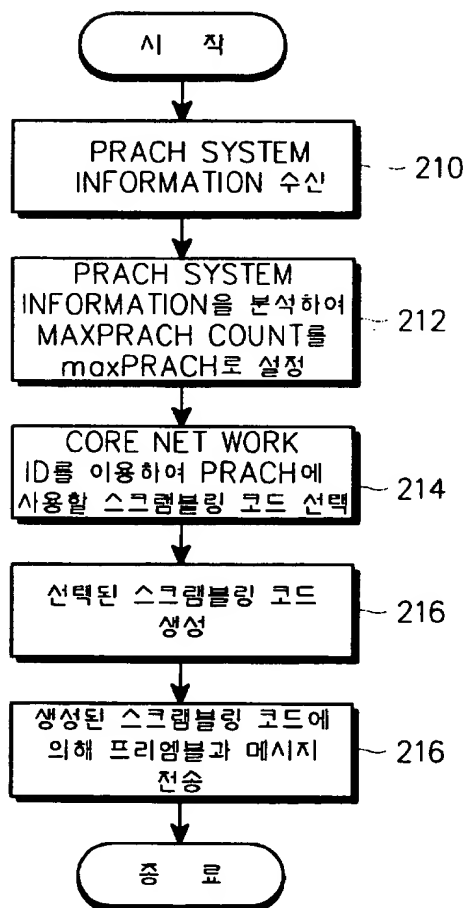 시 작
PRACH SYSTEM
INFORMATION 수신
210
PRACH SYSTEM
INFORMATION을 분석하여
MAXPRACH COUNT를
maxPRACH로 설정
212
CORE NET WORK
ID를 이용하여 PRACH에
사용할 스크램블링 코드 선택
214
선택된 스크램블링 코드
생성
216
생성된 스크램블링 코드에
의해 프리엠블과 메시지
전송
216
종 료